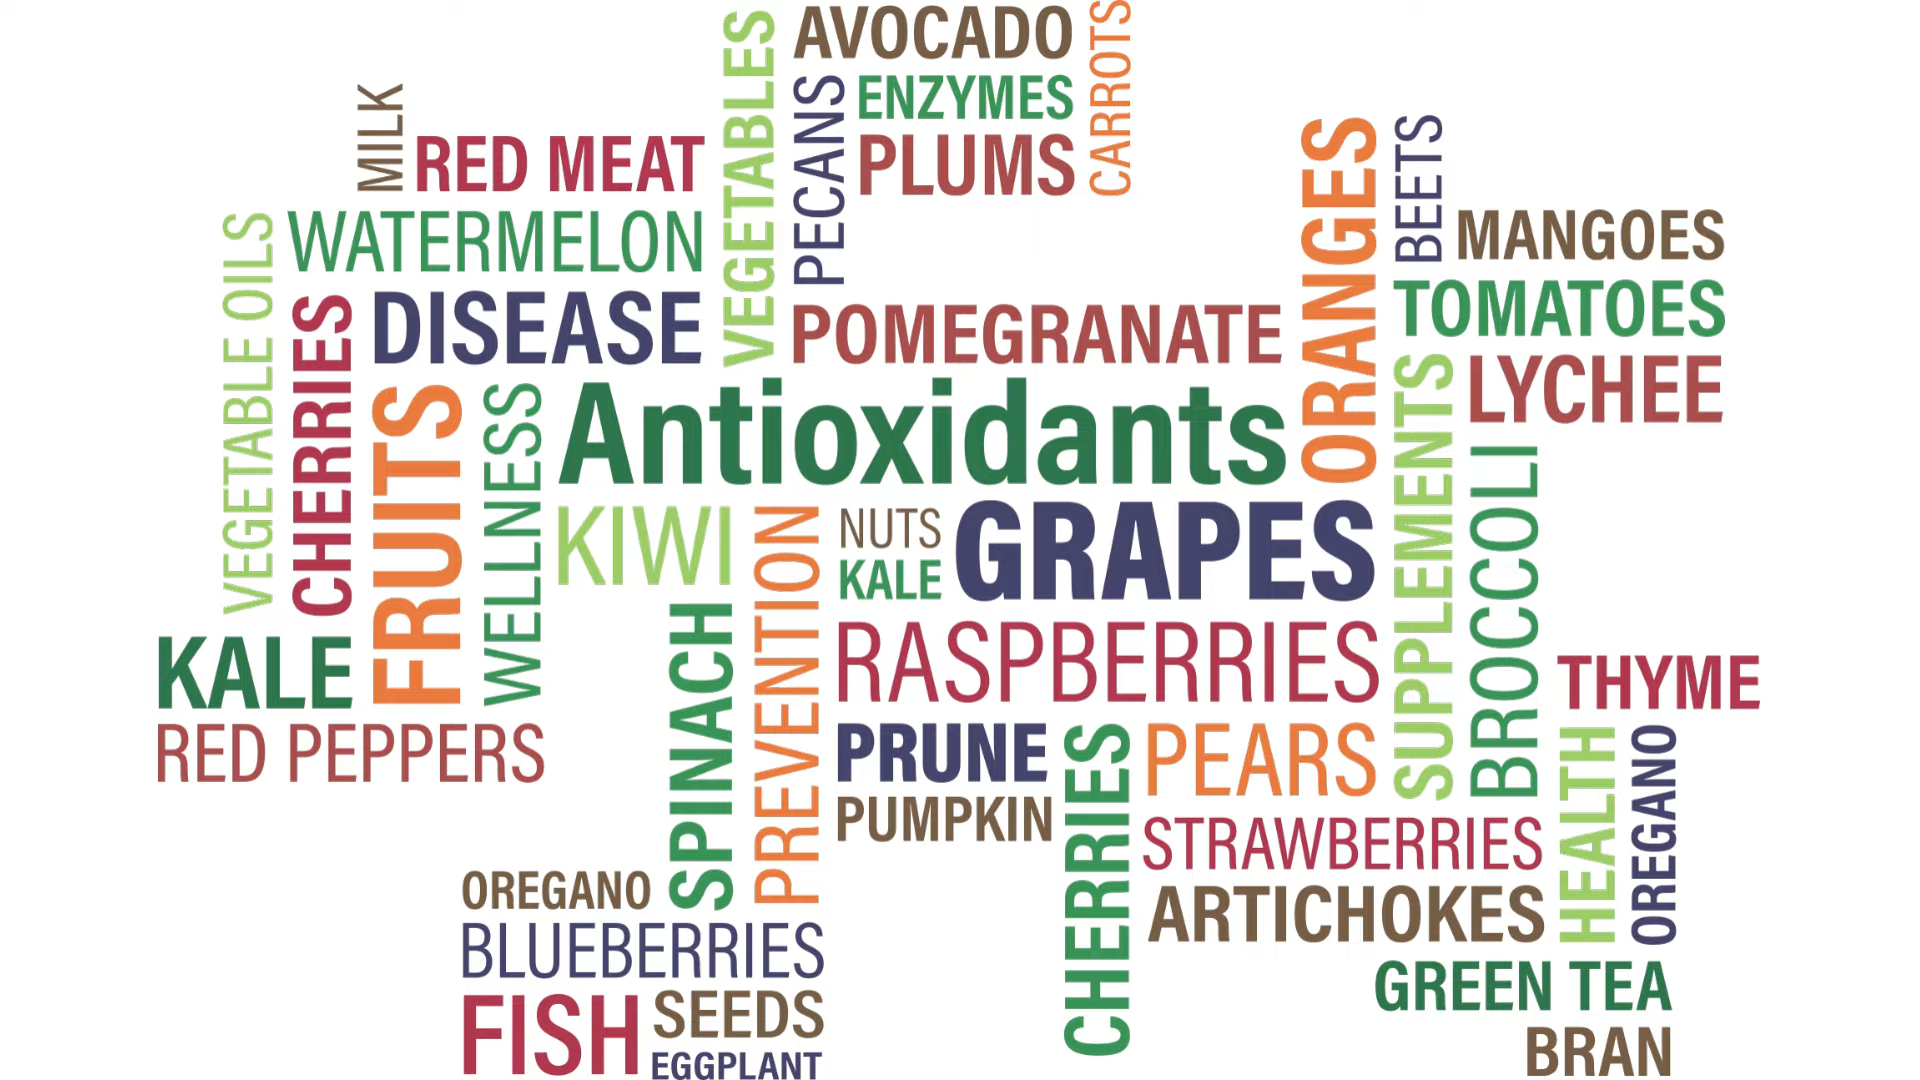 AVOCADO
CARROTS
VEGETABLES
PECANS
ENZYMES
MILK
RED MEAT
PLUMS
ORANGES
BEETS
MANGOES
VEGETABLE OILS
WATERMELON
TOMATOES
CHERRIES
DISEASE
POMEGRANATE
LYCHEE
FRUITS
WELLNESS
Antioxidants
SUPPLEMENTS
BROCCOLI
KIWI
PREVENTION
NUTS
GRAPES
KALE
SPINACH
RASPBERRIES
KALE
THYME
RED PEPPERS
PRUNE
CHERRIES
PEARS
HEALTH
OREGANO
PUMPKIN
STRAWBERRIES
OREGANO
ARTICHOKES
BLUEBERRIES
GREEN TEA
FISH
SEEDS
BRAN
EGGPLANT